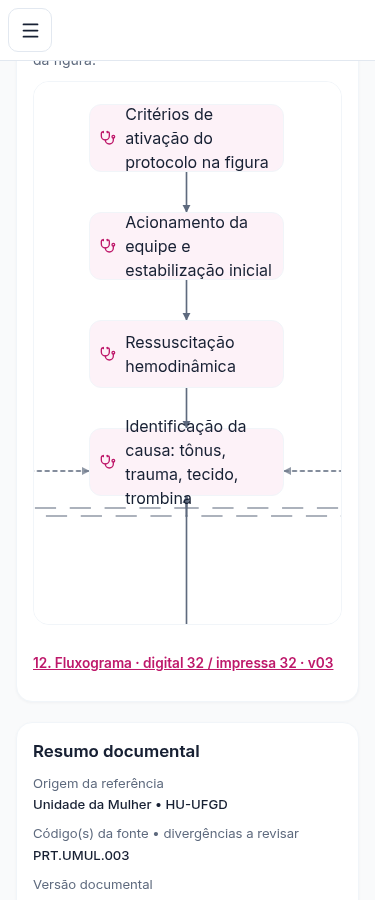 da figura.
Critérios de
ativação do
protocolo na figura
Acionamento da
equipe e
estabilização inicial
Ressuscitação
hemodinâmica
Identificação da
causa: tônus,
trauma, tecido,
trombina
12. Fluxograma · digital 32 / impressa 32 · v03
Resumo documental
Origem da referência
Unidade da Mulher • HU-UFGD
Código(s) da fonte • divergências a revisar
PRT.UMUL.003
Versão documental